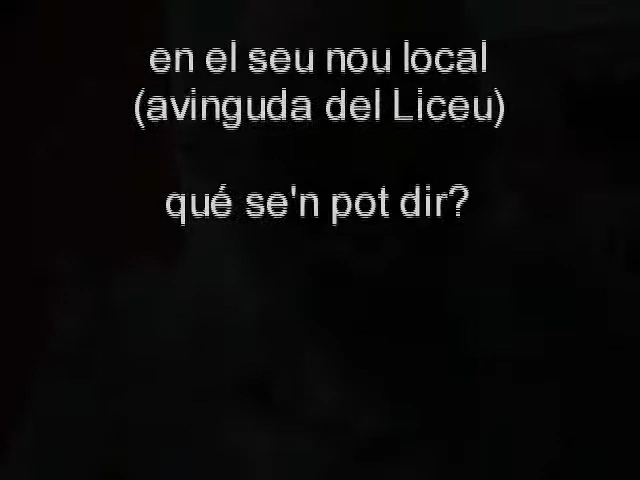 en el seu nou local
(avinguda del Liceu)
qué se'n pot dir?